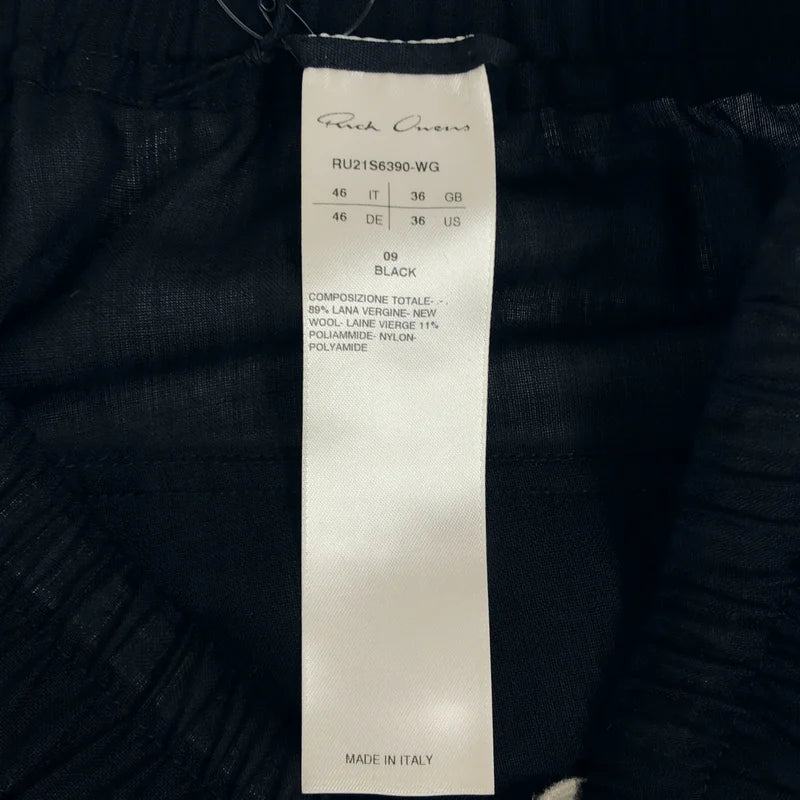 Rick Owens
RU21S6390-WG
46 IT 36 GB
46 DE 36 US
09
BLACK
COMPOSIZIONE TOTALE- - .
89% LANA VERGINE- NEW
WOOL- LAINE VIERGE 11%
POLIAMMIDE- NYLON-
POLYAMIDE
MADE IN ITALY